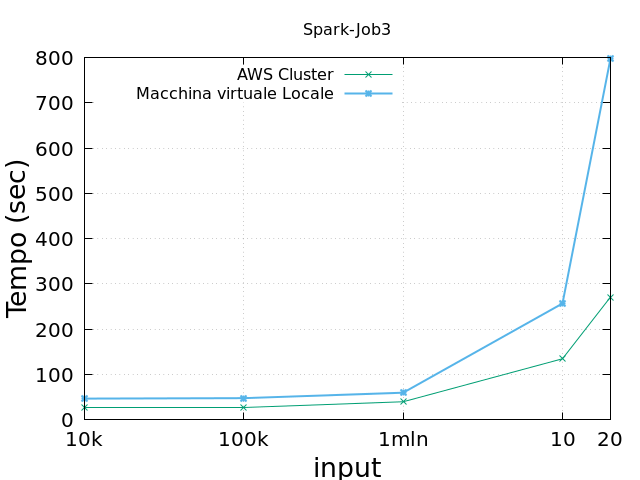 Spark-Job3
AWS Cluster
Macchina virtuale Locale
Tempo (sec)
800
700
600
500
400
300
200
100
0
10k 100k 1mln 10 20
input